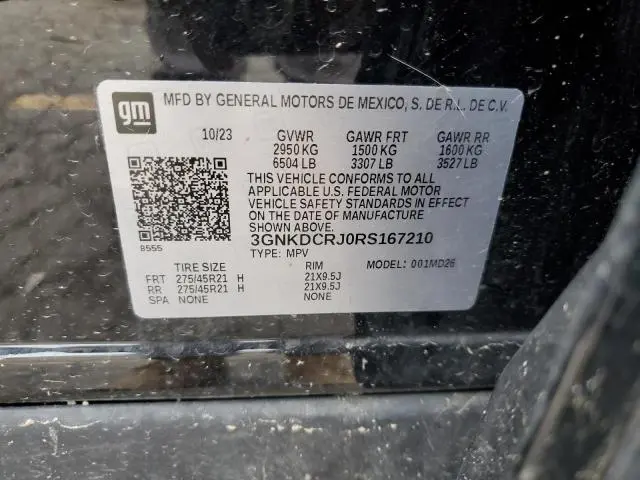 gm
MFD BY GENERAL MOTORS DE MEXICO, S. DE R.L. DE C.V.
10/23 GVWR GAWR FRT GAWR RR
2950 KG 1500 KG 1600 KG
6504 LB 3307 LB 3527 LB
THIS VEHICLE CONFORMS TO ALL
APPLICABLE U.S. FEDERAL MOTOR
VEHICLE SAFETY STANDARDS IN EFFECT
ON THE DATE OF MANUFACTURE
SHOWN ABOVE.
3GNKDCRJ0RS167210
8555
TYPE: MPV MODEL: 001MD26
TIRE SIZE RIM
FRT 275/45R21 H 21X9.5J
RR 275/45R21 H 21X9.5J
SPA NONE NONE